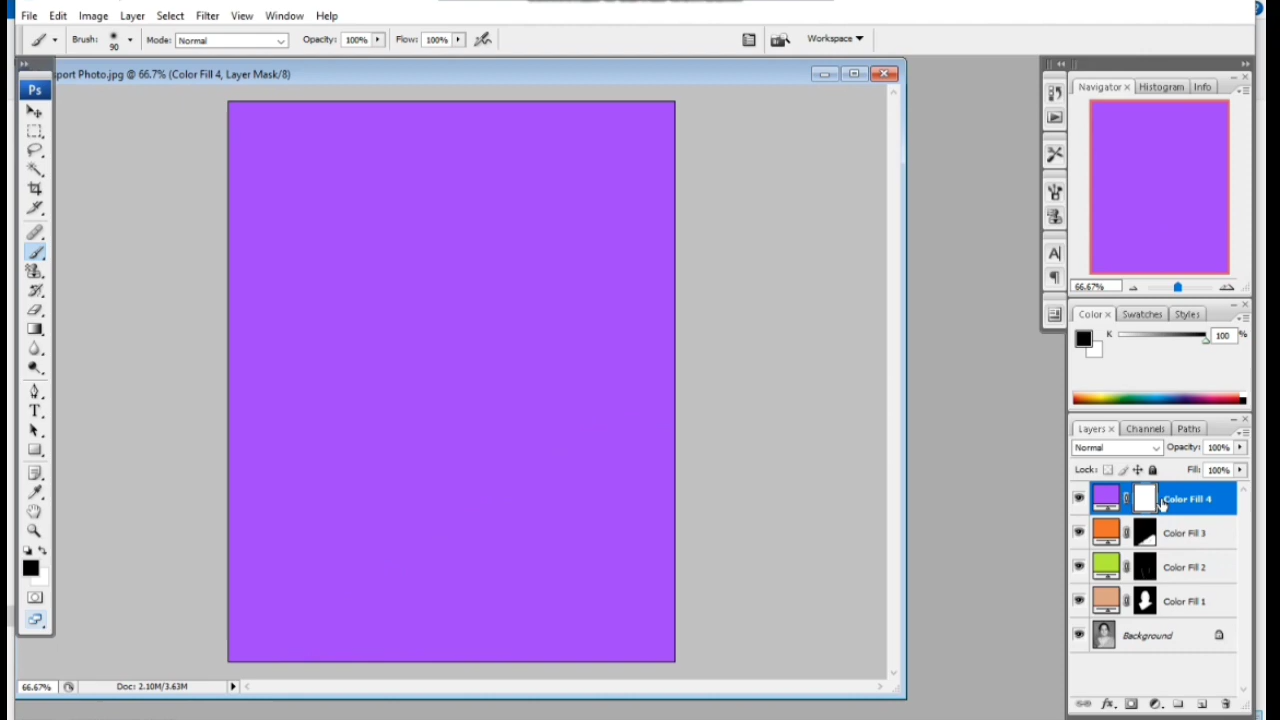 File Edit Image Layer Select Filter View Window Help
Brush: 90 Mode: Normal Opacity: 100% Flow: 100% Workspace
port Photo.jpg @ 66.7% (Color Fill 4, Layer Mask/8)
Ps
Navigator x Histogram Info
66.67%
Color x Swatches Styles
K 100 %
Layers x Channels Paths
Normal Opacity: 100%
Lock: Fill: 100%
Color Fill 4
Color Fill 3
Color Fill 2
Color Fill 1
Background
66.67% Doc: 2.10M/3.63M